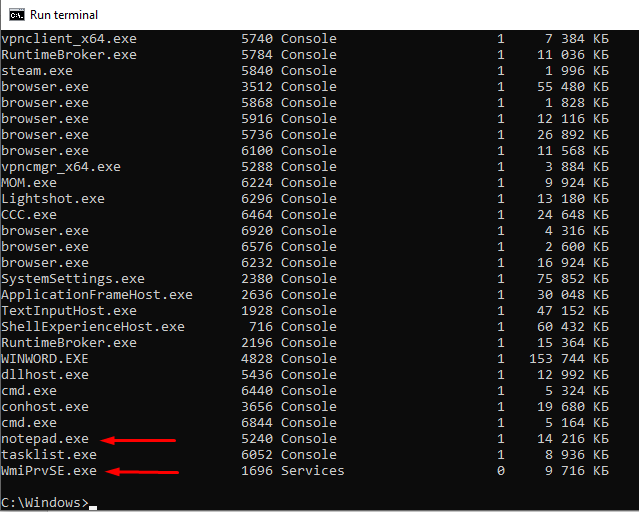 Run terminal
vpnclient_x64.exe 5740 Console 1 7 384 КБ
RuntimeBroker.exe 5784 Console 1 11 036 КБ
steam.exe 5840 Console 1 1 996 КБ
browser.exe 3512 Console 1 55 480 КБ
browser.exe 5868 Console 1 1 828 КБ
browser.exe 5916 Console 1 12 116 КБ
browser.exe 5736 Console 1 26 892 КБ
browser.exe 6100 Console 1 11 568 КБ
vpncmgr_x64.exe 5288 Console 1 3 884 КБ
MOM.exe 6224 Console 1 9 924 КБ
Lightshot.exe 6296 Console 1 13 180 КБ
CCC.exe 6464 Console 1 24 648 КБ
browser.exe 6920 Console 1 4 316 КБ
browser.exe 6576 Console 1 2 600 КБ
browser.exe 6232 Console 1 16 924 КБ
SystemSettings.exe 2380 Console 1 75 852 КБ
ApplicationFrameHost.exe 2636 Console 1 30 048 КБ
TextInputHost.exe 1928 Console 1 47 152 КБ
ShellExperienceHost.exe 716 Console 1 60 432 КБ
RuntimeBroker.exe 2196 Console 1 15 364 КБ
WINWORD.EXE 4828 Console 1 153 744 КБ
dllhost.exe 5436 Console 1 12 992 КБ
cmd.exe 6440 Console 1 5 324 КБ
conhost.exe 3656 Console 1 19 680 КБ
cmd.exe 6844 Console 1 5 164 КБ
notepad.exe 5240 Console 1 14 216 КБ
tasklist.exe 6052 Console 1 8 936 КБ
WmiPrvSE.exe 1696 Services 0 9 716 КБ
C:\Windows>